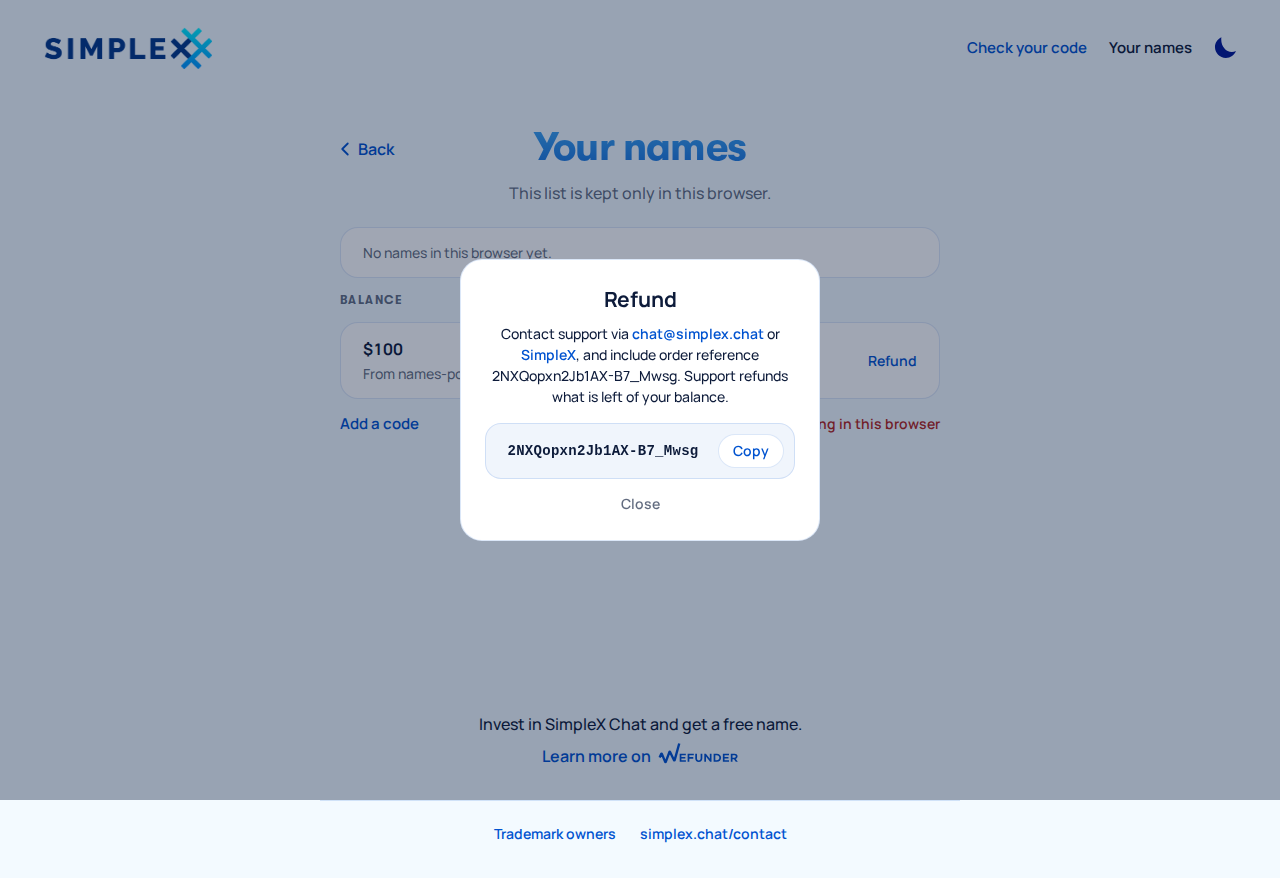 SIMPLEX
Check your code
Your names
Back
Your names
This list is kept only in this browser.
No names in this browser yet.
BALANCE
$100
From
Refund
Add a code
in this browser
Refund
Contact support via chat@simplex.chat or
SimpleX, and include order reference
2NXQopxn2Jb1AX-B7_Mwsg. Support refunds
what is left of your balance.
2NXQopxn2Jb1AX-B7_Mwsg
Copy
Close
Invest in SimpleX Chat and get a free name.
Learn more on WEFUNDER
Trademark owners
simplex.chat/contact